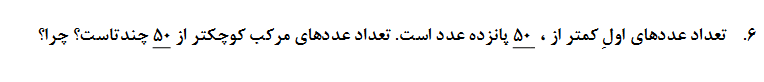 ۶. تعداد عددهای اولِ کمتر از ، ۵۰ پانزده عدد است. تعداد عددهای مرکب کوچکتر از ۵۰ چندتاست؟ چرا؟